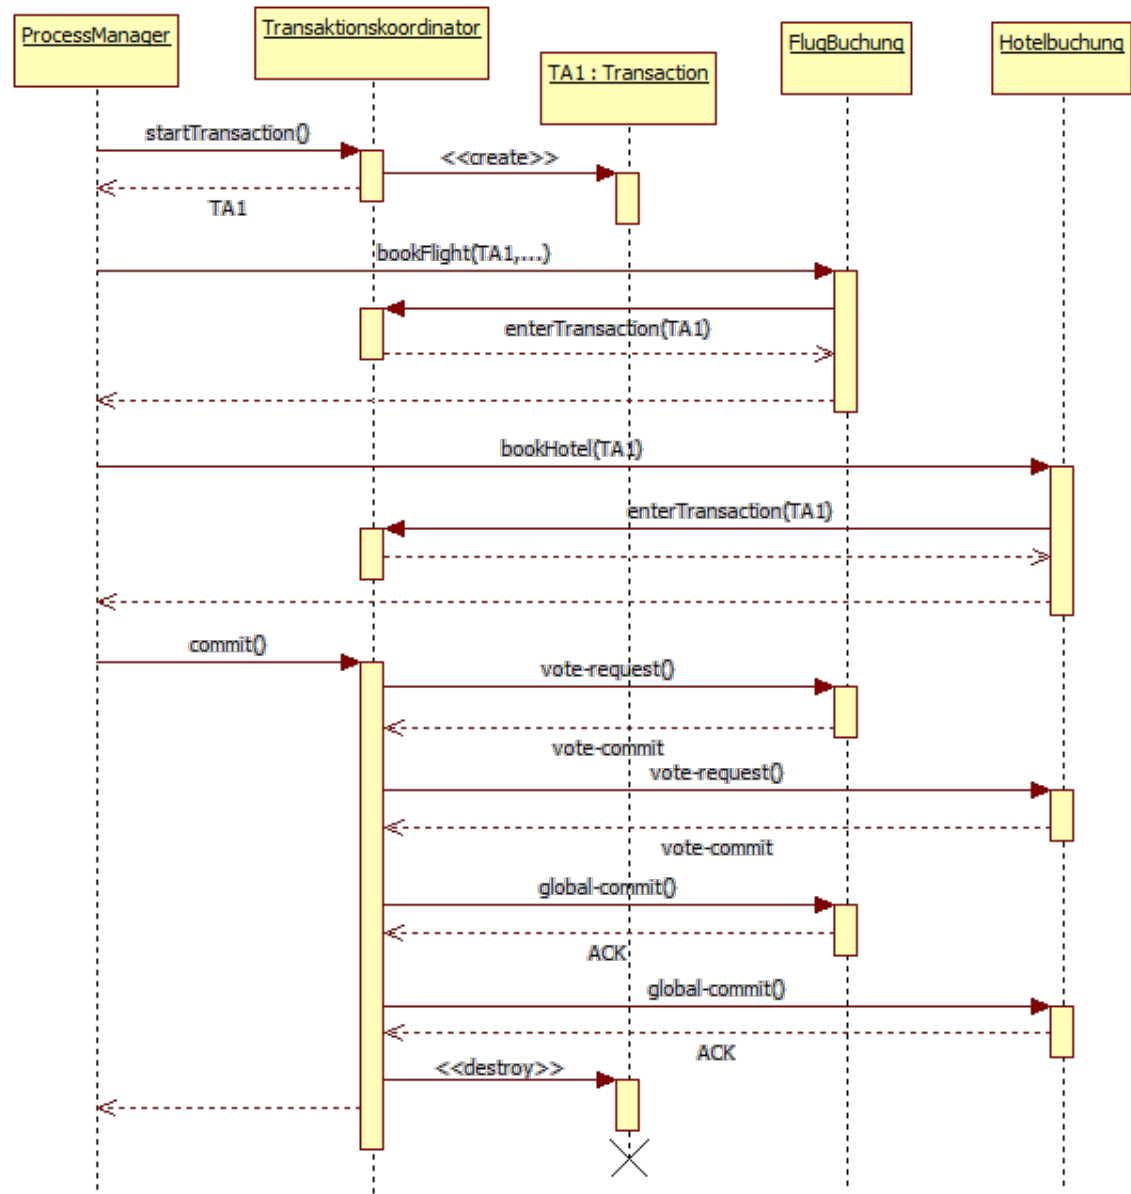 ProcessManager
Transaktionskoordinator
TA1 : Transaction
FlugBuchung
Hotelbuchung
startTransaction()
<<create>>
TA1
bookFlight(TA1,...)
enterTransaction(TA1)
bookHotel(TA1)
enterTransaction(TA1)
commit()
vote-request()
vote-commit
vote-request()
vote-commit
global-commit()
ACK
global-commit()
ACK
<<destroy>>